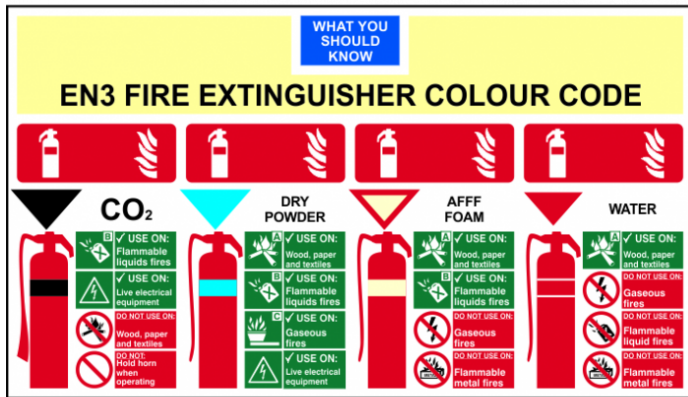 WHAT YOU
SHOULD
KNOW
EN3 FIRE EXTINGUISHER COLOUR CODE
CO2
B ✓ USE ON:
Flammable
liquids fires
✓ USE ON:
Live electrical
equipment
DO NOT USE ON:
Wood, paper
and textiles
DO NOT:
Hold horn
when
operating
DRY
POWDER
A ✓ USE ON:
Wood, paper
and textiles
B ✓ USE ON:
Flammable
liquids fires
C ✓ USE ON:
Gaseous
fires
✓ USE ON:
Live electrical
equipment
AFFF
FOAM
A ✓ USE ON:
Wood, paper
and textiles
B ✓ USE ON:
Flammable
liquids fires
DO NOT USE ON:
Gaseous
fires
DO NOT USE ON:
Flammable
metal fires
WATER
A ✓ USE ON:
Wood, paper
and textiles
DO NOT USE ON:
Gaseous
fires
DO NOT USE ON:
Flammable
liquid fires
DO NOT USE ON:
Flammable
metal fires